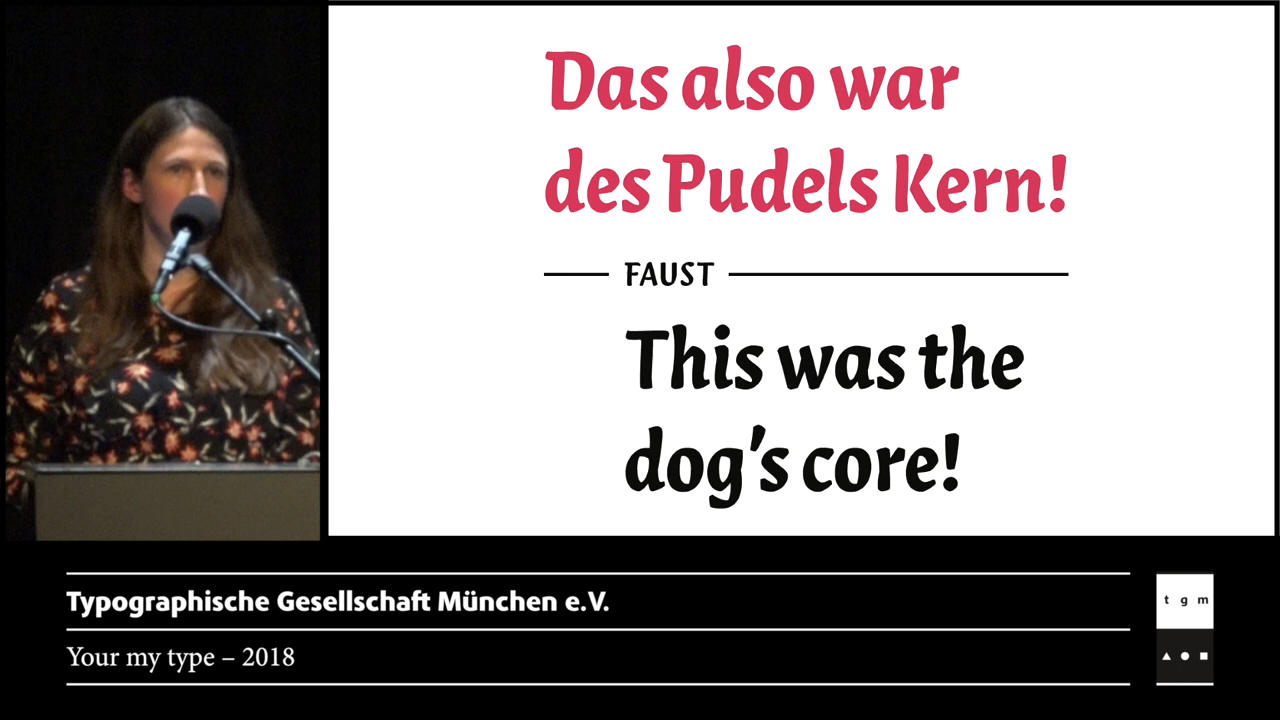 Das also war
des Pudels Kern!
FAUST
This was the
dog’s core!
Typographische Gesellschaft München e.V.
Your my type – 2018
t g m